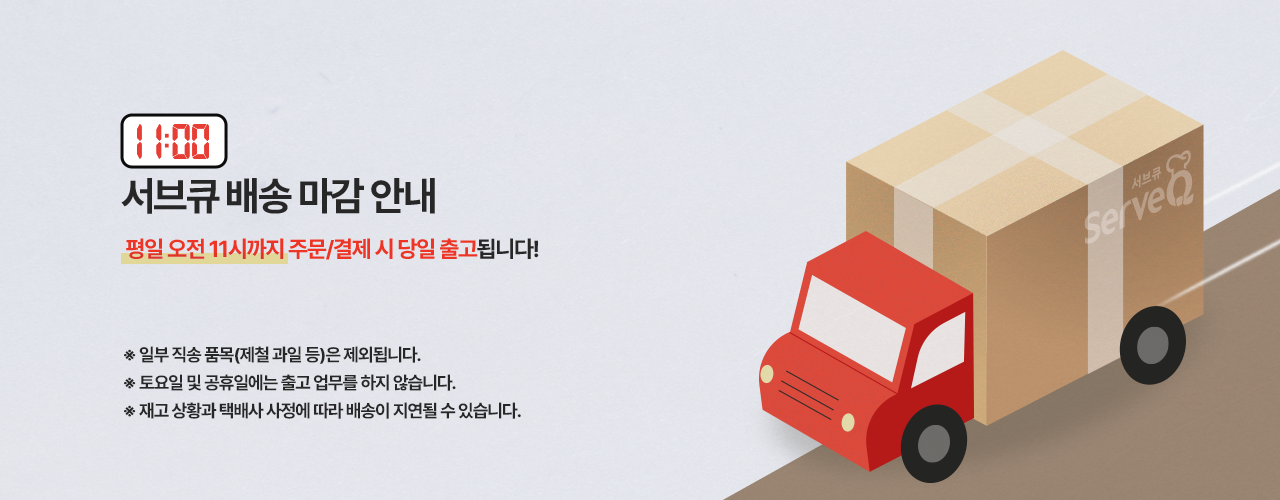 11:00
서브큐 배송 마감 안내
평일 오전 11시까지 주문/결제 시 당일 출고됩니다!
※ 일부 직송 품목(제철 과일 등)은 제외됩니다.
※ 토요일 및 공휴일에는 출고 업무를 하지 않습니다.
※ 재고 상황과 택배사 사정에 따라 배송이 지연될 수 있습니다.
서브큐
ServeQ